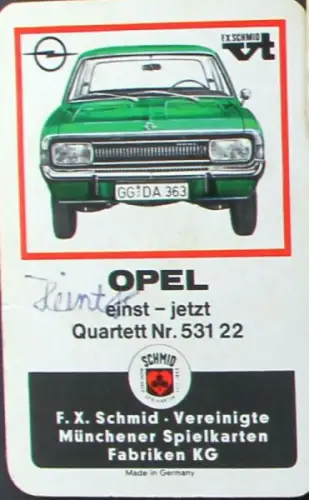 F.X. SCHMID
GG DA 363
OPEL
einst – jetzt
Quartett Nr. 531 22
SCHMID
F. X. Schmid · Vereinigte
Münchener Spielkarten
Fabriken KG
Made in Germany